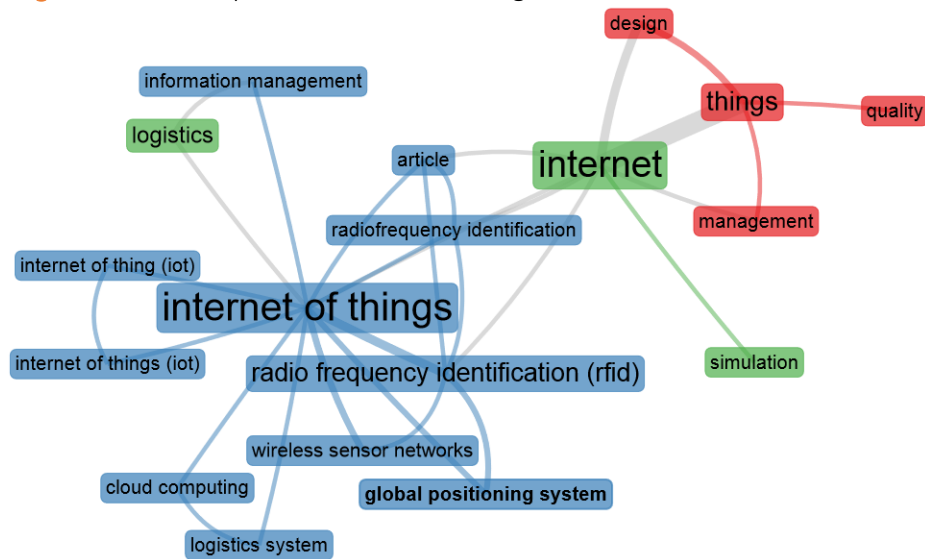 design
information management
things
quality
logistics
article
internet
management
radiofrequency identification
internet of thing (iot)
internet of things
internet of things (iot)
simulation
radio frequency identification (rfid)
wireless sensor networks
cloud computing
global positioning system
logistics system